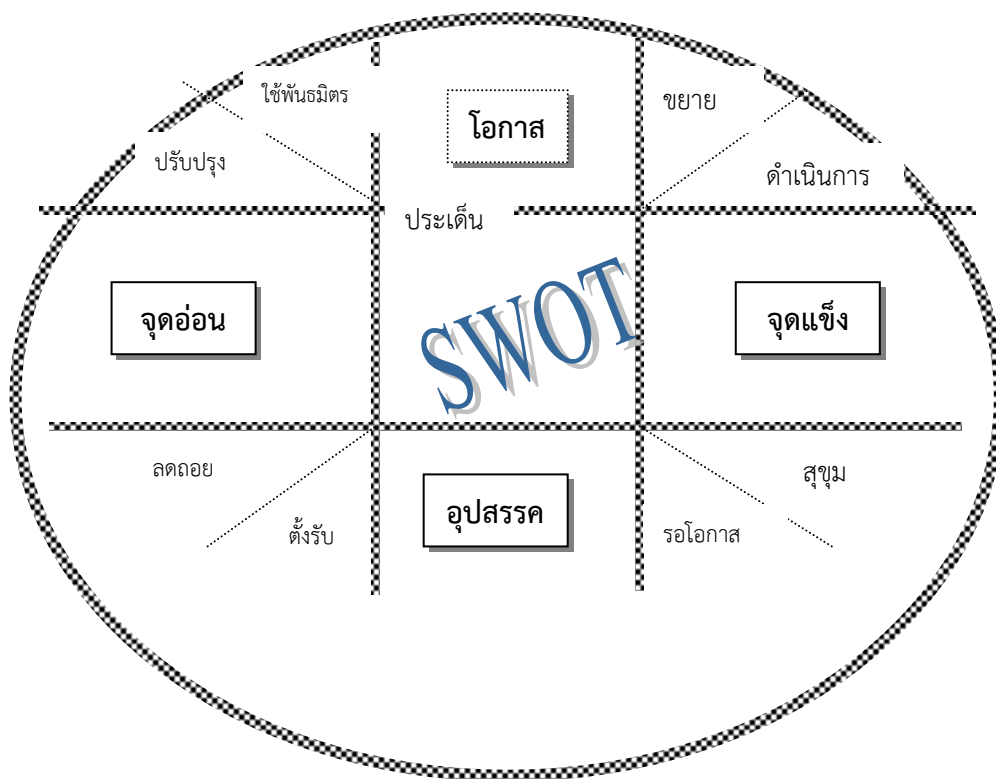 ใช้พันธมิตร
ขยาย
โอกาส
ปรับปรุง
ดำเนินการ
ประเด็น
จุดอ่อน
SWOT
จุดแข็ง
ลดถอย
สุขุม
อุปสรรค
ตั้งรับ
รอโอกาส